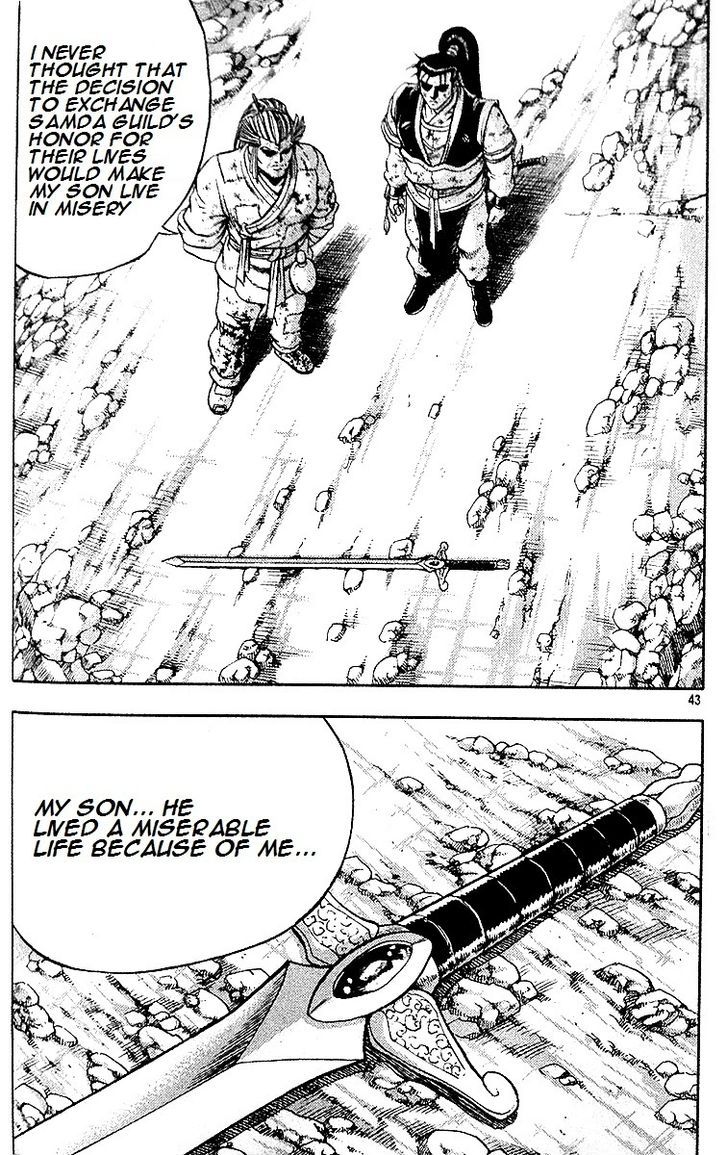 I NEVER
THOUGHT THAT
THE DECISION
TO EXCHANGE
SAMDA GUILD'S
HONOR FOR
THEIR LIVES
WOULD MAKE
MY SON LIVE
IN MISERY
43
MY SON... HE
LIVED A MISERABLE
LIFE BECAUSE OF ME...